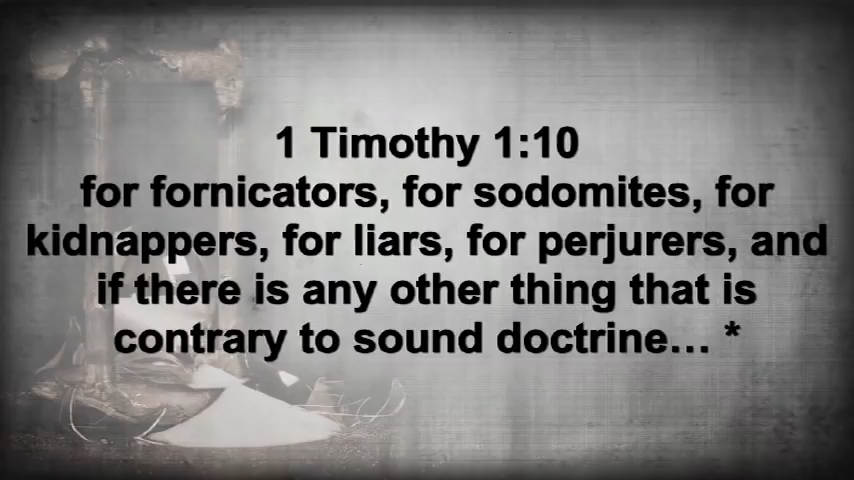 1 Timothy 1:10
for fornicators, for sodomites, for
kidnappers, for liars, for perjurers, and
if there is any other thing that is
contrary to sound doctrine… *